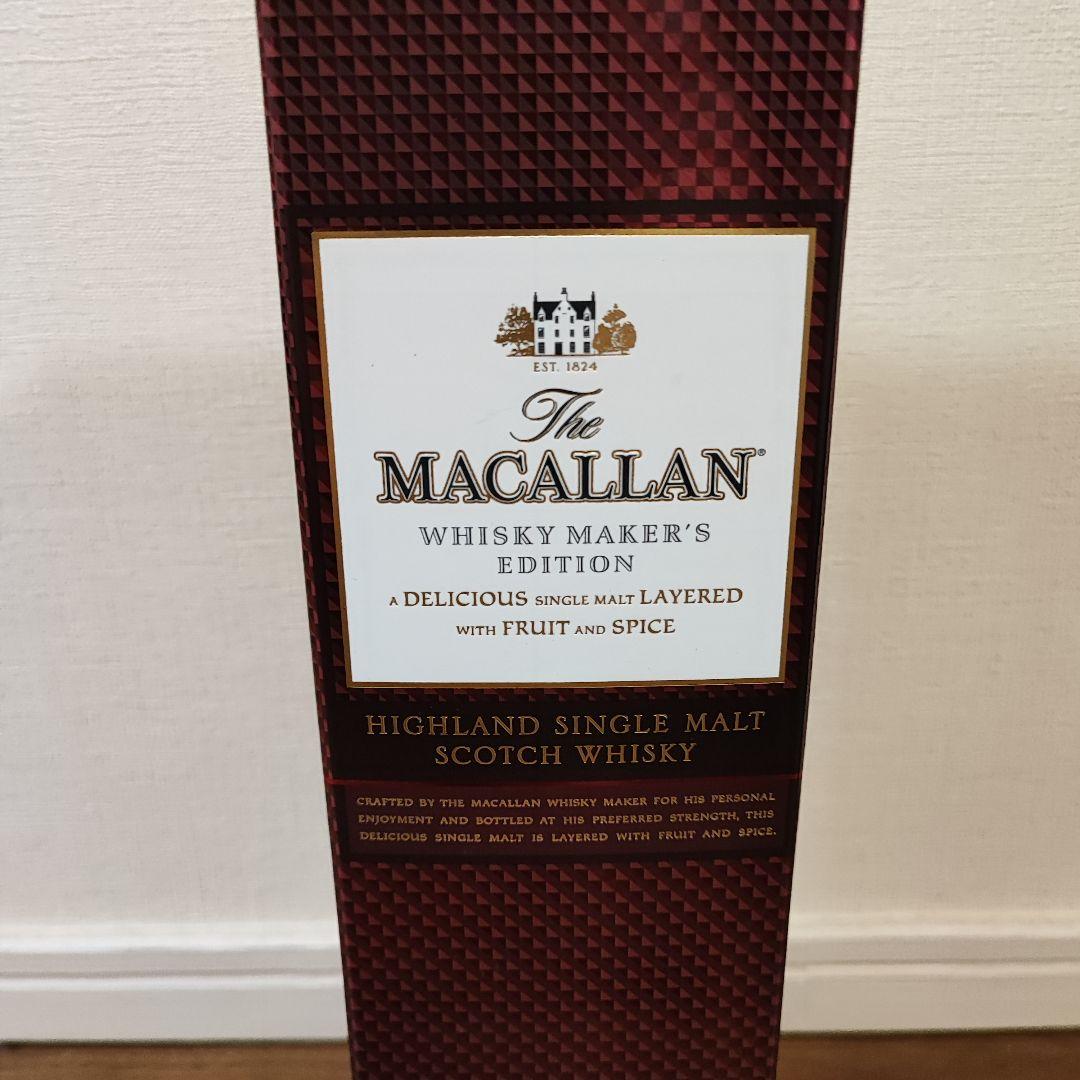 EST. 1824
The
MACALLAN®
WHISKY MAKER'S
EDITION
A DELICIOUS SINGLE MALT LAYERED
WITH FRUIT AND SPICE
HIGHLAND SINGLE MALT
SCOTCH WHISKY
CRAFTED BY THE MACALLAN WHISKY MAKER FOR HIS PERSONAL
ENJOYMENT AND BOTTLED AT HIS PREFERRED STRENGTH, THIS
DELICIOUS SINGLE MALT IS LAYERED WITH FRUIT AND SPICE.